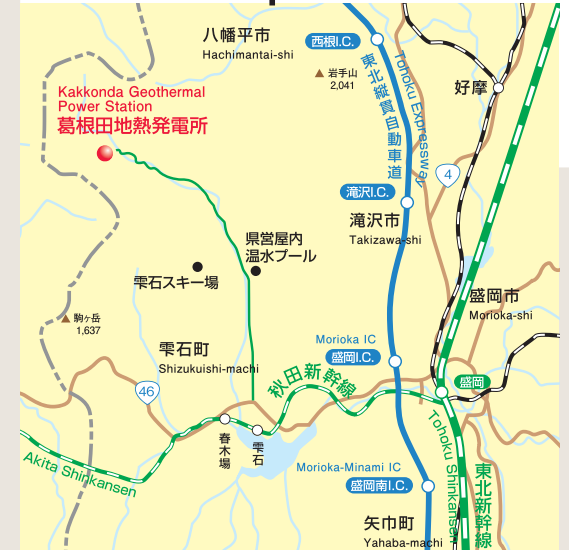 八幡平市
Hachimantai-shi
西根I.C.
岩手山
2,041
東北縦貫自動車道
Tohoku Expressway
好摩
Kakkonda Geothermal
Power Station
葛根田地熱発電所
4
滝沢I.C.
滝沢市
Takizawa-shi
県営屋内
温水プール
雫石スキー場
盛岡市
Morioka-shi
駒ヶ岳
1,637
雫石町
Shizukuishi-machi
Morioka IC
盛岡I.C.
秋田新幹線
盛岡
46
春木場
雫石
Akita Shinkansen
Tohoku Shinkansen
東北新幹線
Morioka-Minami IC
盛岡南I.C.
矢巾町
Yahaba-machi